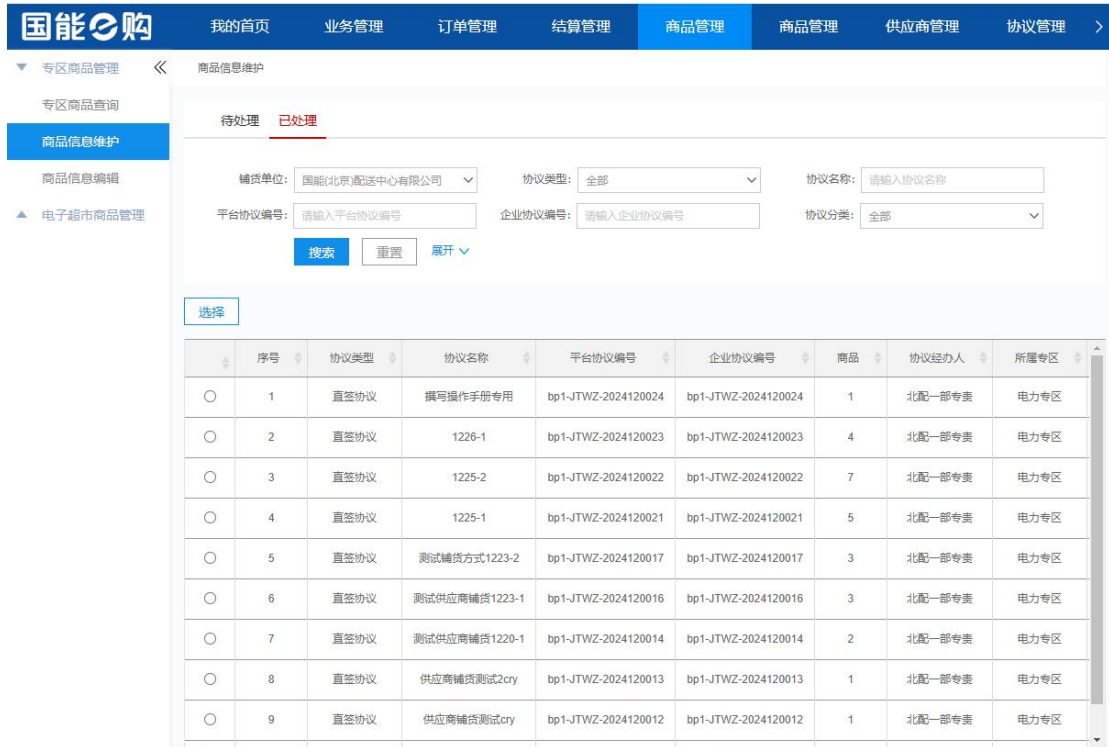 国能e购 我的首页 业务管理 订单管理 结算管理 商品管理 商品管理 供应商管理 协议管理
专区商品管理
专区商品查询
商品信息维护
商品信息编辑
电子超市商品管理
商品信息维护
待处理 已处理
铺货单位: 国能(北京)配送中心有限公司 协议类型: 全部 协议名称: 请输入协议名称
平台协议编号: 请输入平台协议编号 企业协议编号: 请输入企业协议编号 协议分类: 全部
搜索 重置 展开
选择
序号 协议类型 协议名称 平台协议编号 企业协议编号 商品 协议经办人 所属专区
1 直签协议 撰写操作手册专用 bp1-JTWZ-2024120024 bp1-JTWZ-2024120024 1 北配一部专责 电力专区
2 直签协议 1226-1 bp1-JTWZ-2024120023 bp1-JTWZ-2024120023 4 北配一部专责 电力专区
3 直签协议 1225-2 bp1-JTWZ-2024120022 bp1-JTWZ-2024120022 7 北配一部专责 电力专区
4 直签协议 1225-1 bp1-JTWZ-2024120021 bp1-JTWZ-2024120021 5 北配一部专责 电力专区
5 直签协议 测试铺货方式1223-2 bp1-JTWZ-2024120017 bp1-JTWZ-2024120017 3 北配一部专责 电力专区
6 直签协议 测试供应商铺货1223-1 bp1-JTWZ-2024120016 bp1-JTWZ-2024120016 3 北配一部专责 电力专区
7 直签协议 测试供应商铺货1220-1 bp1-JTWZ-2024120014 bp1-JTWZ-2024120014 2 北配一部专责 电力专区
8 直签协议 供应商铺货测试2cry bp1-JTWZ-2024120013 bp1-JTWZ-2024120013 1 北配一部专责 电力专区
9 直签协议 供应商铺货测试cry bp1-JTWZ-2024120012 bp1-JTWZ-2024120012 1 北配一部专责 电力专区